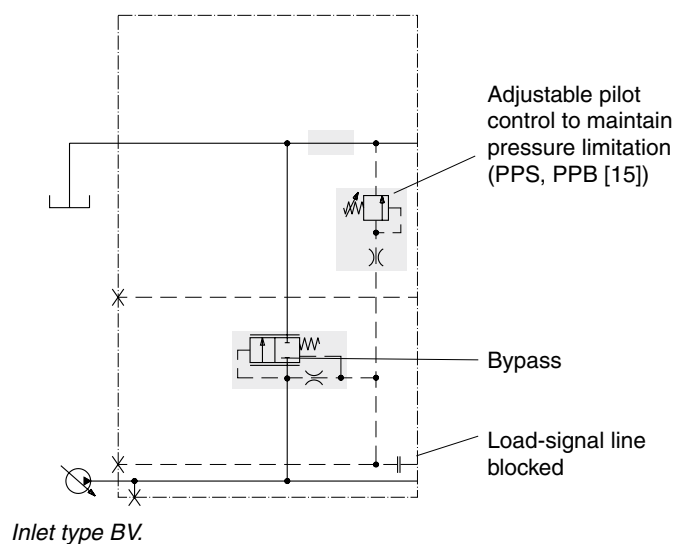 Adjustable pilot
control to maintain
pressure limitation
(PPS, PPB [15])
Bypass
Load-signal line
blocked
Inlet type BV.